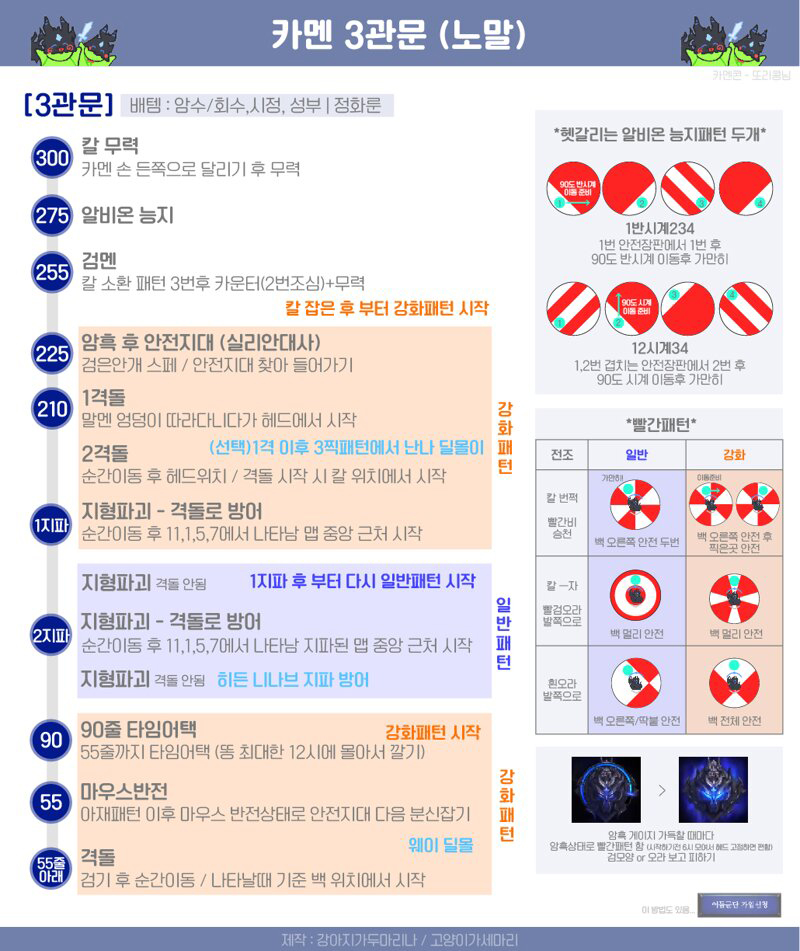 카멘 3관문 (노말)
카멘콘 - 또러콩님
[3관문] 배템 : 암수/회수,시정, 성부 | 정화룬
300 칼 무력
카멘 손 든쪽으로 달리기 후 무력
275 알비온 능지
255 검멘
칼 소환 패턴 3번후 카운터(2번조심)+무력
칼 잡은 후 부터 강화패턴 시작
225 암흑 후 안전지대 (실리안대사)
검은안개 스페 / 안전지대 찾아 들어가기
210 1격돌
말멘 엉덩이 따라다니다가 헤드에서 시작
2격돌 (선택)1격 이후 3찍패턴에서 난나 딜몰이
순간이동 후 헤드위치 / 격돌 시작 시 칼 위치에서 시작
1지파 지형파괴 - 격돌로 방어
순간이동 후 11,1,5,7에서 나타남 맵 중앙 근처 시작
강화패턴
지형파괴 격돌 안됨 1지파 후 부터 다시 일반패턴 시작
2지파 지형파괴 - 격돌로 방어
순간이동 후 11,1,5,7에서 나타남 지파된 맵 중앙 근처 시작
지형파괴 격돌 안됨 히든 니나브 지파 방어
일반패턴
90 90줄 타임어택 강화패턴 시작
55줄까지 타임어택 (똥 최대한 12시에 몰아서 깔기)
55 마우스반전
아재패턴 이후 마우스 반전상태로 안전지대 다음 분신잡기
웨이 딜몰
55줄 아래 격돌
검기 후 순간이동 / 나타날때 기준 백 위치에서 시작
강화패턴
*헷갈리는 알비온 능지패턴 두개*
90도 반시계
이동 준비
1 2 3 4
1반시계234
1번 안전장판에서 1번 후
90도 반시계 이동후 가만히
90도 시계
이동 준비
1 2 3 4
12시계34
1,2번 겹치는 안전장판에서 2번 후
90도 시계 이동후 가만히
*빨간패턴*
전조 일반 강화
칼 번쩍
빨간비
승천
가만히!
백 오른쪽 안전 두번
이동준비
백 오른쪽 안전 후
찍은곳 안전
칼 ㅡ자
빨검오라
발쪽으로
백 멀리 안전
백 멀리 안전
흰오라
발쪽으로
백 오른쪽/딱붙 안전
백 전체 안전
암흑 게이지 가득할 때마다
암흑상태로 빨간패턴 함 (시작하기전 6시 모여서 헤드 고정하면 편함)
검모양 or 오라 보고 피하기
이 방법도 있음...
어둠군단 가입 신청
제작 : 강아지가두마리나 / 고양이가세마리